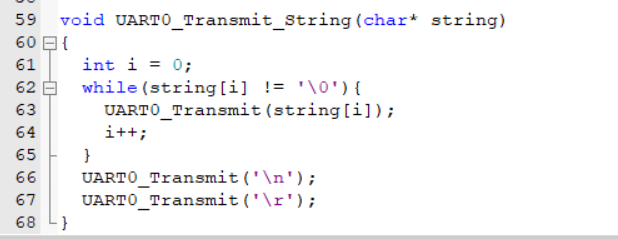 59 void UART0_Transmit_String(char* string)
60 {
61 int i = 0;
62 while(string[i] != '\0'){
63 UART0_Transmit(string[i]);
64 i++;
65 }
66 UART0_Transmit('\n');
67 UART0_Transmit('\r');
68 }